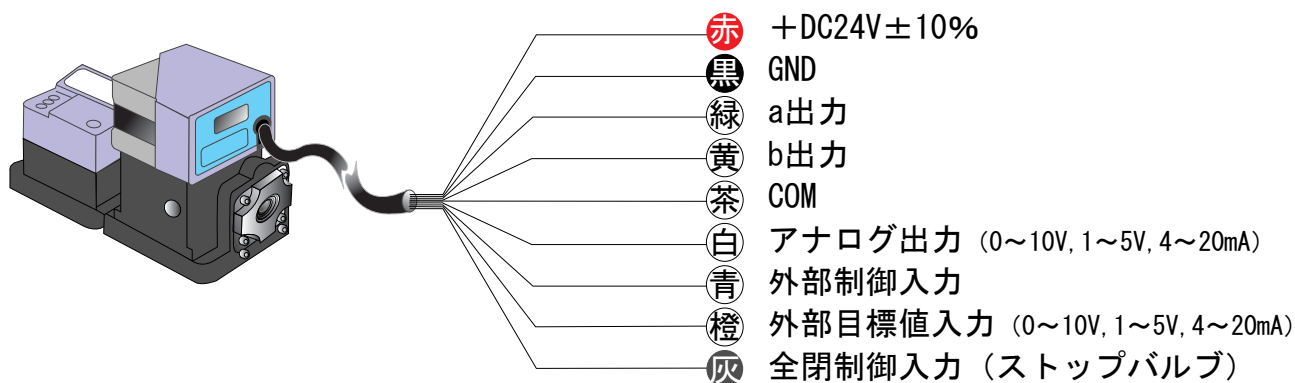 赤 +DC24V±10%
黒 GND
緑 a出力
黄 b出力
茶 COM
白 アナログ出力（0～10V,1～5V,4～20mA）
青 外部制御入力
橙 外部目標値入力（0～10V,1～5V,4～20mA）
灰 全閉制御入力（ストップバルブ）